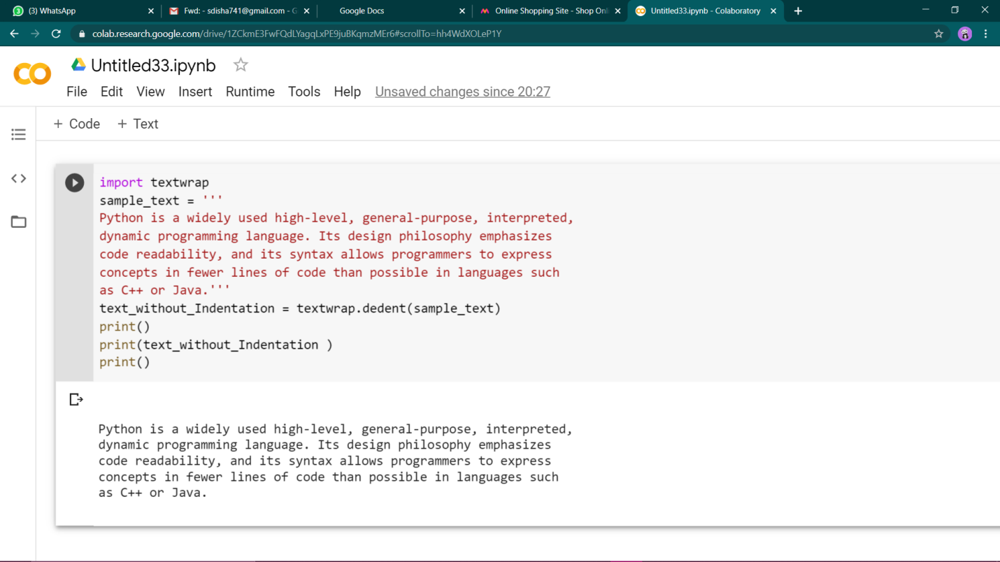 (3) WhatsApp
Fwd: - sdisha741@gmail.com - G
Google Docs
Online Shopping Site - Shop Onli
Untitled33.ipynb - Colaboratory
colab.research.google.com/drive/1ZCkmE3FwFQdLYagqLxPE9juBKqmzMEr6#scrollTo=hh4WdXOLeP1Y
Untitled33.ipynb
File Edit View Insert Runtime Tools Help Unsaved changes since 20:27
+ Code + Text
import textwrap
sample_text = '''
Python is a widely used high-level, general-purpose, interpreted,
dynamic programming language. Its design philosophy emphasizes
code readability, and its syntax allows programmers to express
concepts in fewer lines of code than possible in languages such
as C++ or Java.'''
text_without_Indentation = textwrap.dedent(sample_text)
print()
print(text_without_Indentation )
print()
Python is a widely used high-level, general-purpose, interpreted,
dynamic programming language. Its design philosophy emphasizes
code readability, and its syntax allows programmers to express
concepts in fewer lines of code than possible in languages such
as C++ or Java.